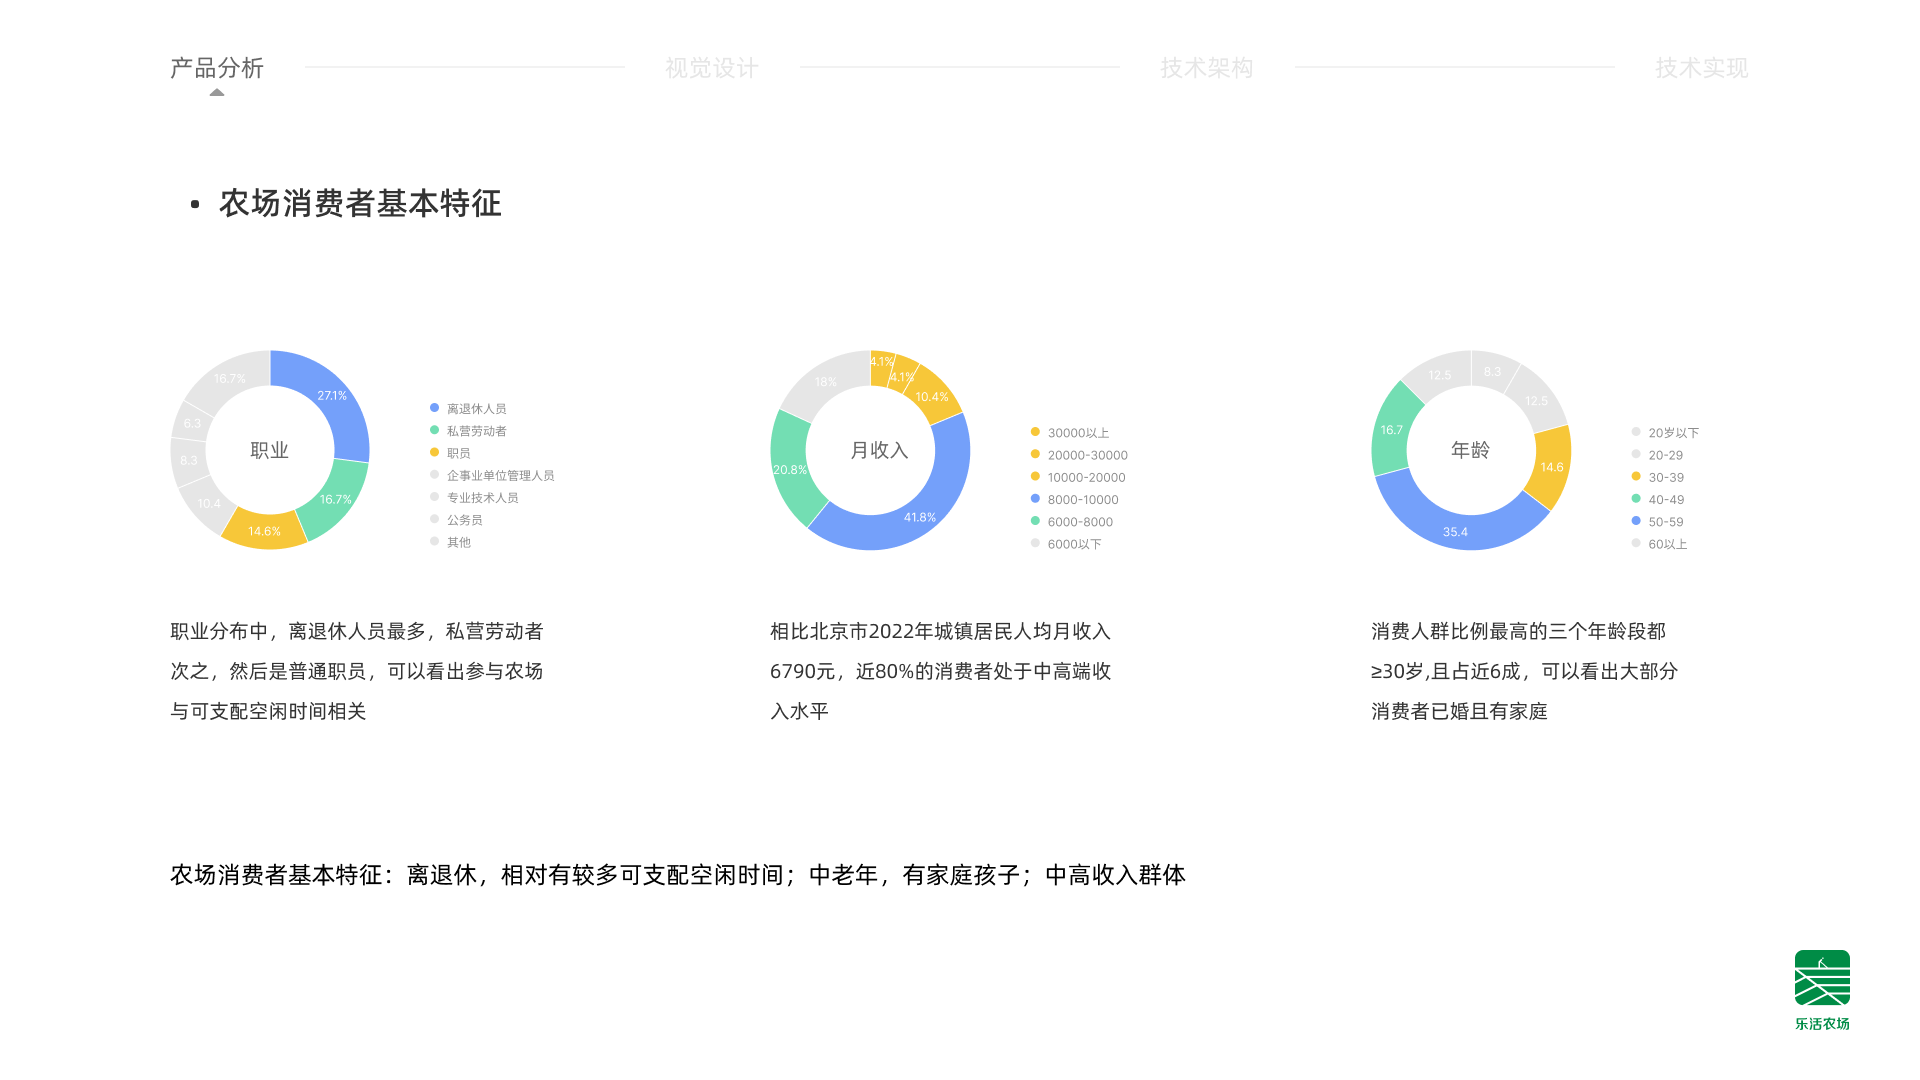 产品分析
视觉设计
技术架构
技术实现
• 农场消费者基本特征
职业
27.1%
16.7%
14.6%
10.4
8.3
6.3
16.7%
离退休人员
私营劳动者
职员
企事业单位管理人员
专业技术人员
公务员
其他
月收入
4.1%
4.1%
10.4%
41.8%
20.8%
18%
30000以上
20000-30000
10000-20000
8000-10000
6000-8000
6000以下
年龄
8.3
12.5
14.6
35.4
16.7
12.5
20岁以下
20-29
30-39
40-49
50-59
60以上
职业分布中，离退休人员最多，私营劳动者
次之，然后是普通职员，可以看出参与农场
与可支配空闲时间相关
相比北京市2022年城镇居民人均月收入
6790元，近80%的消费者处于中高端收
入水平
消费人群比例最高的三个年龄段都
≥30岁,且占近6成，可以看出大部分
消费者已婚且有家庭
农场消费者基本特征：离退休，相对有较多可支配空闲时间；中老年，有家庭孩子；中高收入群体
乐活农场